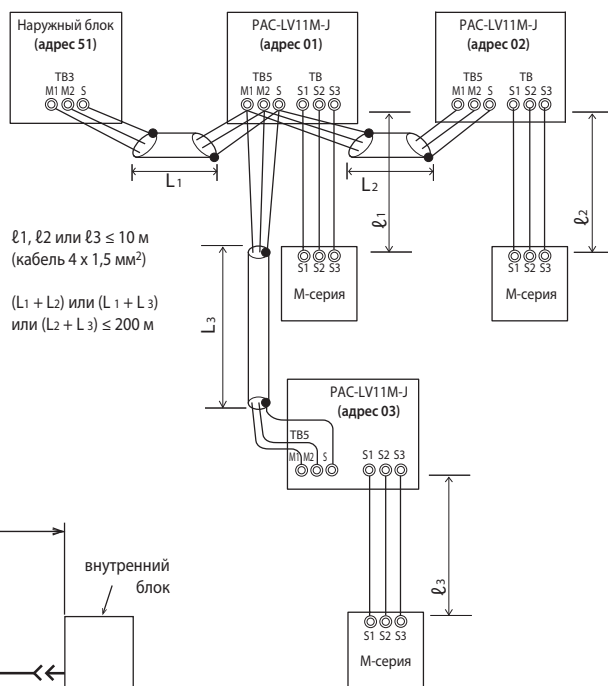 Наружный блок
(адрес 51)
TB3
M1 M2 S
PAC-LV11M-J
(адрес 01)
TB5 TB
M1 M2 S S1 S2 S3
PAC-LV11M-J
(адрес 02)
TB5 TB
M1 M2 S S1 S2 S3
L1
L2
ℓ1
ℓ2
ℓ1, ℓ2 или ℓ3 ≤ 10 м
(кабель 4 x 1,5 мм²)
(L1 + L2) или (L 1 + L 3)
или (L2 + L 3) ≤ 200 м
S1 S2 S3
М-серия
S1 S2 S3
М-серия
L3
PAC-LV11M-J
(адрес 03)
TB5
M1 M2 S S1 S2 S3
внутренний
блок
ℓ3
S1 S2 S3
М-серия